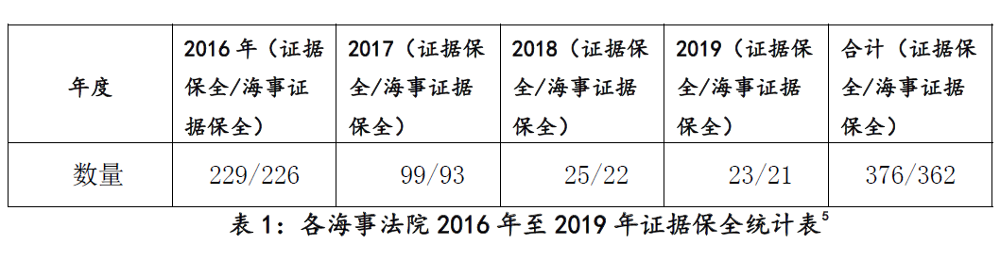 年度
2016 年（证据
保全/海事证
据保全）
2017（证据保
全/海事证据
保全）
2018（证据保
全/海事证据
保全）
2019（证据保
全/海事证据
保全）
合计（证据保
全/海事证据
保全）
数量
229/226
99/93
25/22
23/21
376/362
表 1：各海事法院 2016 年至 2019 年证据保全统计表5